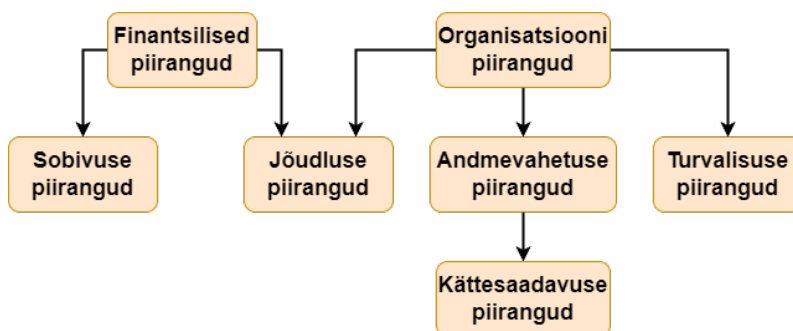 Finantsilised
piirangud
Organisatsiooni
piirangud
Sobivuse
piirangud
Jõudluse
piirangud
Andmevahetuse
piirangud
Turvalisuse
piirangud
Kättesaadavuse
piirangud